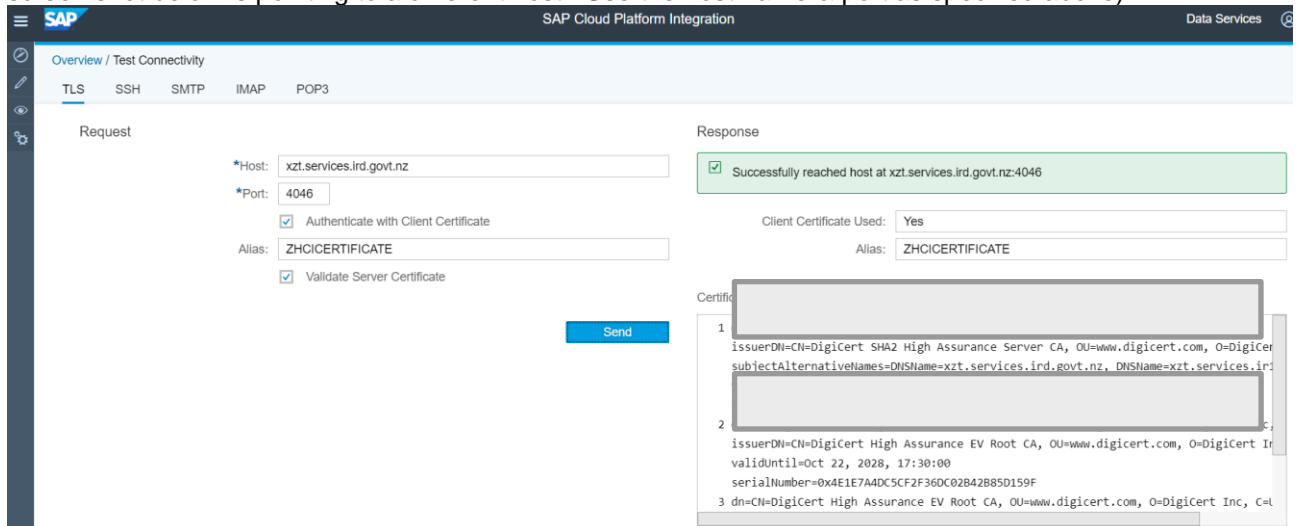 SAP
SAP Cloud Platform Integration
Data Services
Overview / Test Connectivity
TLS SSH SMTP IMAP POP3
Request
*Host: xzt.services.ird.govt.nz
*Port: 4046
Authenticate with Client Certificate
Alias: ZHCICERTIFICATE
Validate Server Certificate
Send
Response
Successfully reached host at xzt.services.ird.govt.nz:4046
Client Certificate Used: Yes
Alias: ZHCICERTIFICATE
1
issuerDN=CN=DigiCert SHA2 High Assurance Server CA, OU=www.digicert.com, O=DigiCer
subjectAlternativeNames=DNSName=xzt.services.ird.govt.nz, DNSName=xzt.services.ir
2
issuerDN=CN=DigiCert High Assurance EV Root CA, OU=www.digicert.com, O=DigiCert In
validUntil=Oct 22, 2028, 17:30:00
serialNumber=0x4E1E7A4DC5CF2F36DC02B42B85D159F
3 dn=CN=DigiCert High Assurance EV Root CA, OU=www.digicert.com, O=DigiCert Inc, C=U